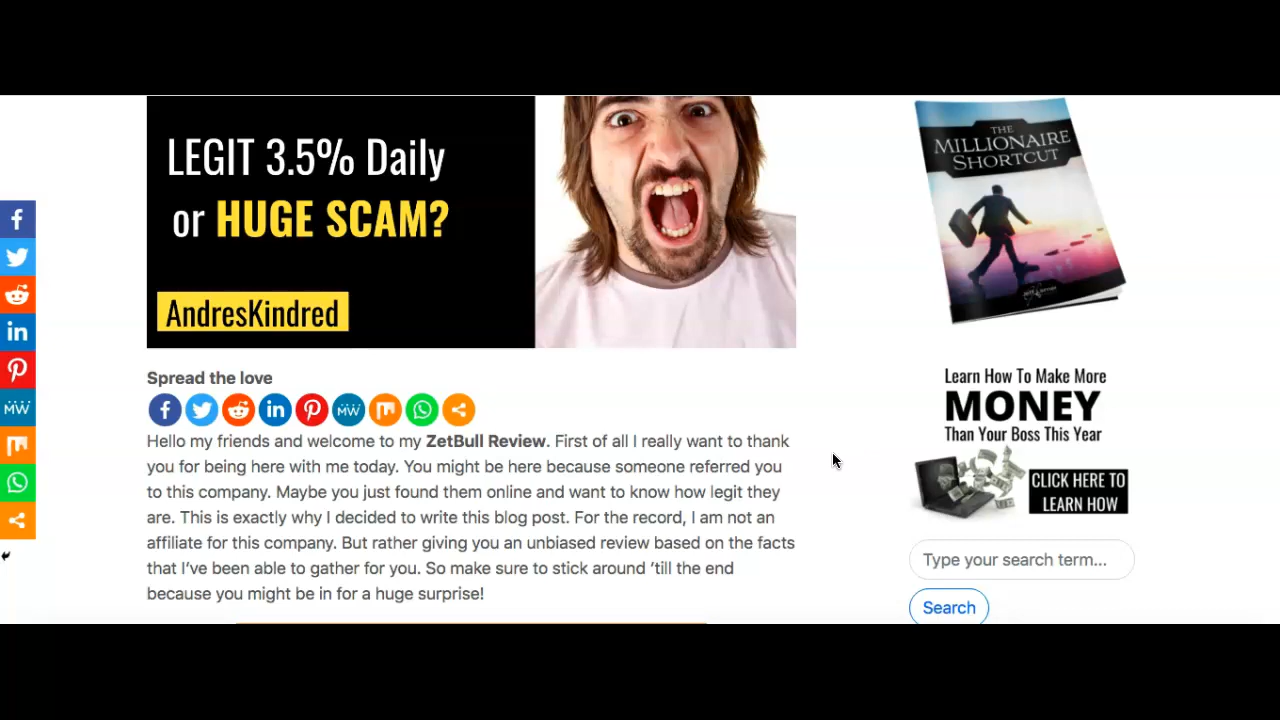 LEGIT 3.5% Daily
or HUGE SCAM?
AndresKindred
Spread the love
MW
Hello my friends and welcome to my ZetBull Review. First of all I really want to thank
you for being here with me today. You might be here because someone referred you
to this company. Maybe you just found them online and want to know how legit they
are. This is exactly why I decided to write this blog post. For the record, I am not an
affiliate for this company. But rather giving you an unbiased review based on the facts
that I’ve been able to gather for you. So make sure to stick around ’till the end
because you might be in for a huge surprise!
MW
THE
MILLIONAIRE
SHORTCUT
Learn How To Make More
MONEY
Than Your Boss This Year
CLICK HERE TO
LEARN HOW
Type your search term...
Search